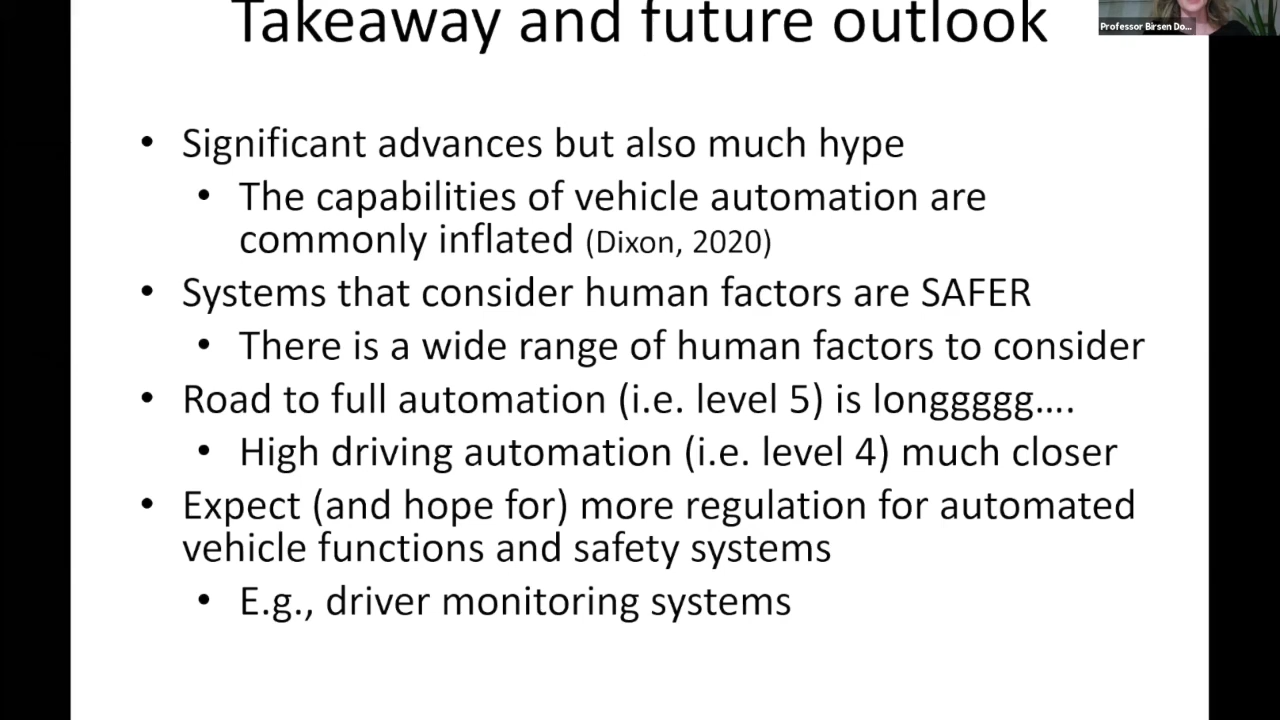 Takeaway and future outlook
Professor Birsen Do...
• Significant advances but also much hype
• The capabilities of vehicle automation are
commonly inflated (Dixon, 2020)
• Systems that consider human factors are SAFER
• There is a wide range of human factors to consider
• Road to full automation (i.e. level 5) is longgggg....
• High driving automation (i.e. level 4) much closer
• Expect (and hope for) more regulation for automated
vehicle functions and safety systems
• E.g., driver monitoring systems